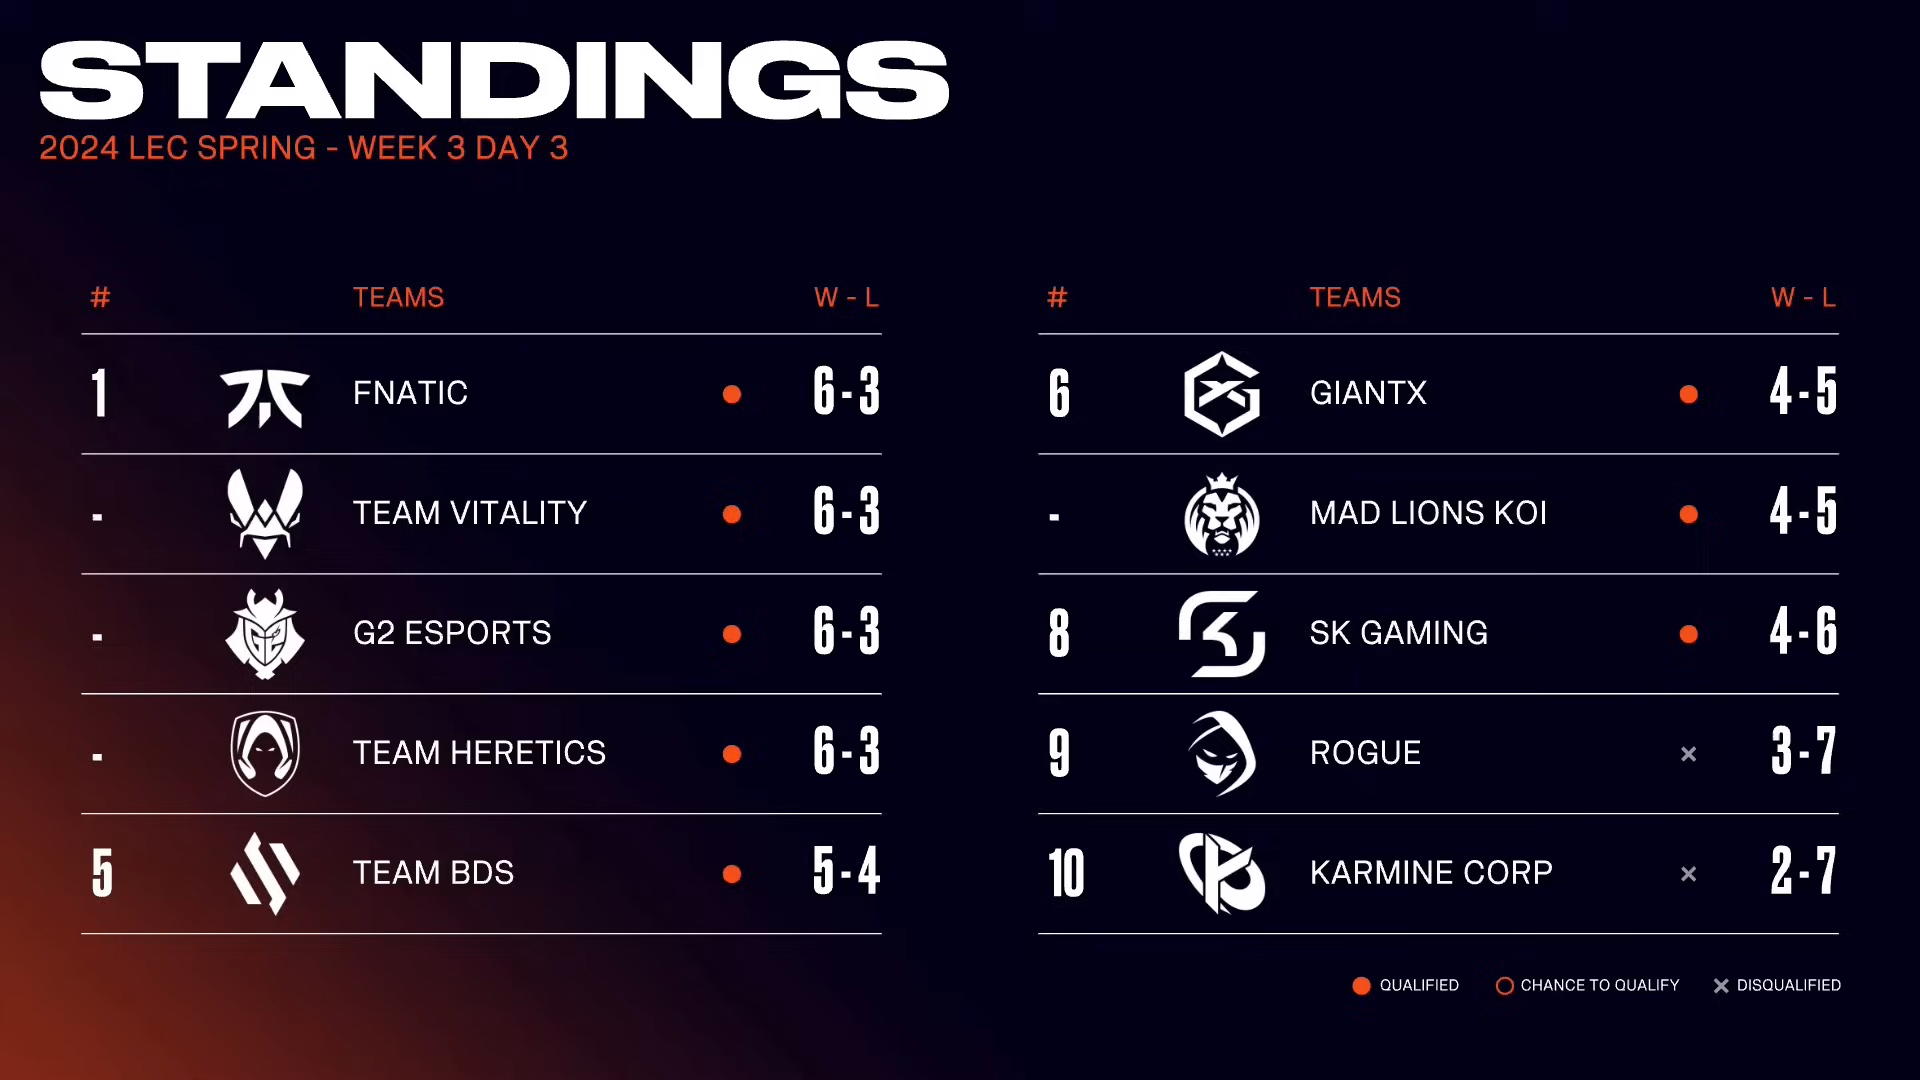 STANDINGS
2024 LEC SPRING - WEEK 3 DAY 3
# TEAMS W - L
1 FNATIC 6 - 3
- TEAM VITALITY 6 - 3
- G2 ESPORTS 6 - 3
- TEAM HERETICS 6 - 3
5 TEAM BDS 5 - 4
# TEAMS W - L
6 GIANTX 4 - 5
- MAD LIONS KOI 4 - 5
8 SK GAMING 4 - 6
9 ROGUE 3 - 7
10 KARMINE CORP 2 - 7
QUALIFIED CHANCE TO QUALIFY DISQUALIFIED